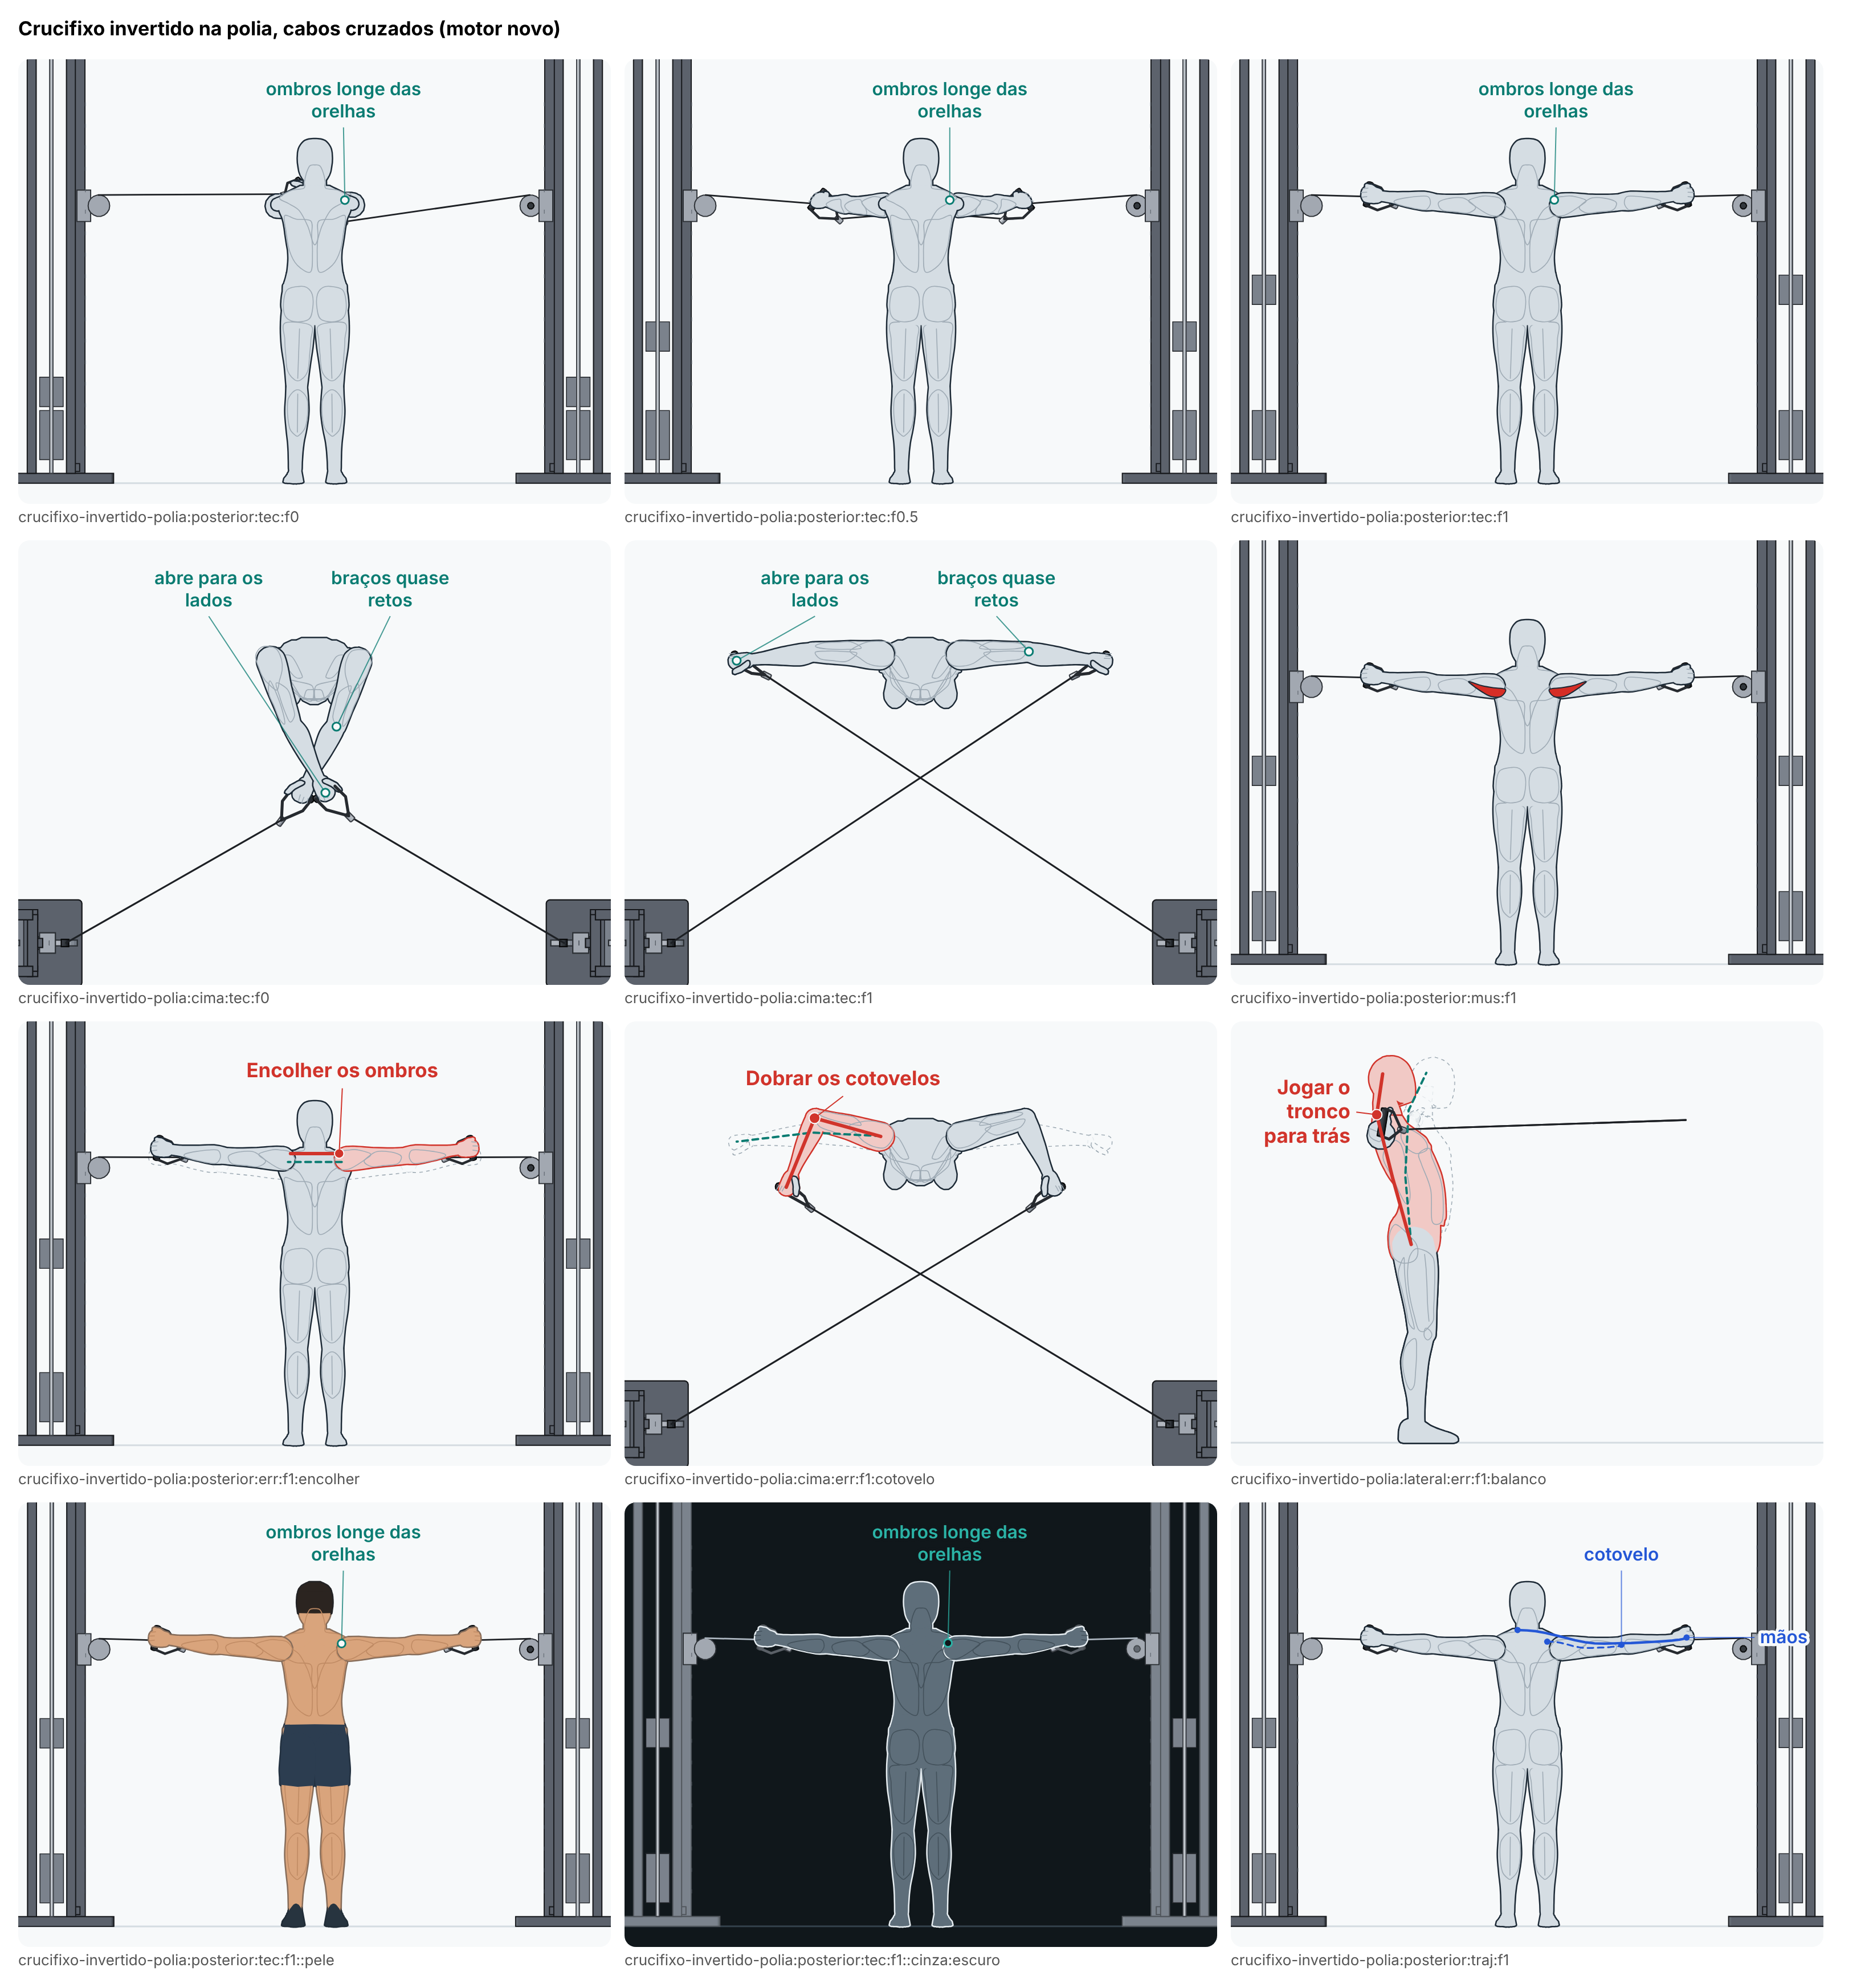 Crucifixo invertido na polia, cabos cruzados (motor novo)
ombros longe das
orelhas
crucifixo-invertido-polia:posterior:tec:f0
ombros longe das
orelhas
crucifixo-invertido-polia:posterior:tec:f0.5
ombros longe das
orelhas
crucifixo-invertido-polia:posterior:tec:f1
abre para os
lados
braços quase
retos
crucifixo-invertido-polia:cima:tec:f0
abre para os
lados
braços quase
retos
crucifixo-invertido-polia:cima:tec:f1
crucifixo-invertido-polia:posterior:mus:f1
Encolher os ombros
crucifixo-invertido-polia:posterior:err:f1:encolher
Dobrar os cotovelos
crucifixo-invertido-polia:cima:err:f1:cotovelo
Jogar o
tronco
para trás
crucifixo-invertido-polia:lateral:err:f1:balanco
ombros longe das
orelhas
crucifixo-invertido-polia:posterior:tec:f1::pele
ombros longe das
orelhas
crucifixo-invertido-polia:posterior:tec:f1::cinza:escuro
cotovelo
mãos
crucifixo-invertido-polia:posterior:traj:f1